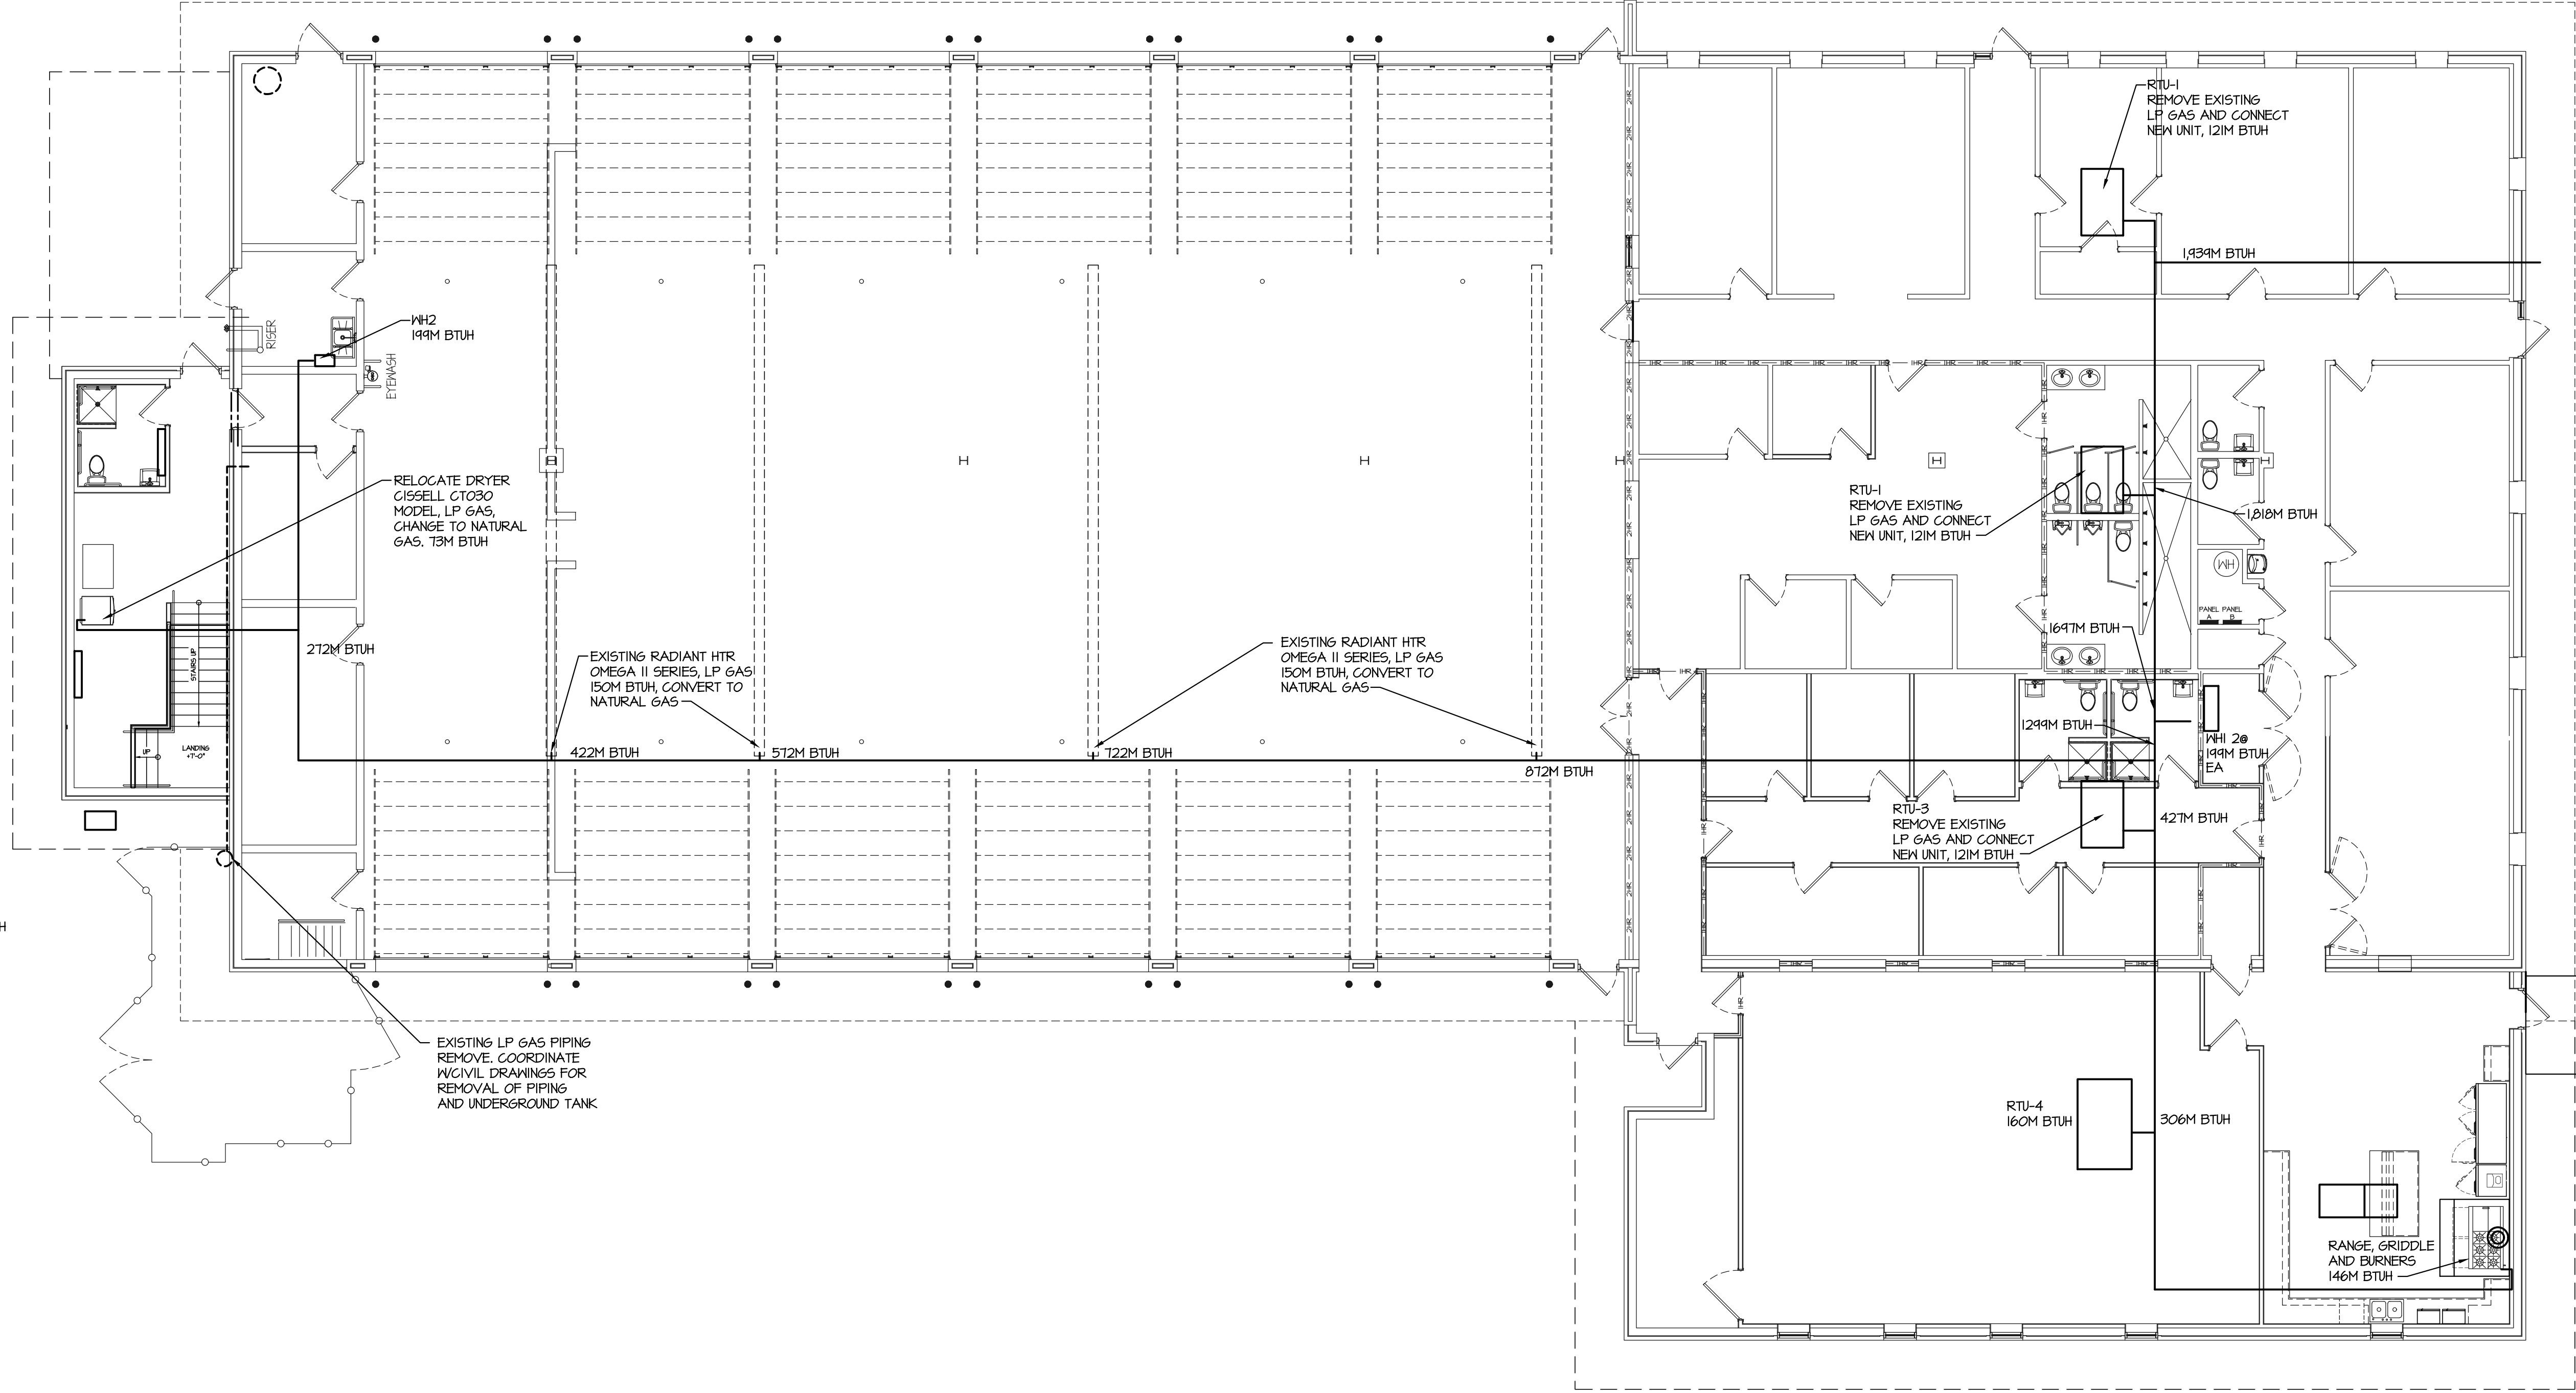 RTU-1
REMOVE EXISTING
LP GAS AND CONNECT
NEW UNIT, 121M BTUH
1,939M BTUH
WH2
199M BTUH
RISER
EYEWASH
RELOCATE DRYER
CISSELL CT030
MODEL, LP GAS,
CHANGE TO NATURAL
GAS. 73M BTUH
RTU-1
REMOVE EXISTING
LP GAS AND CONNECT
NEW UNIT, 121M BTUH
1,818M BTUH
WH
PANEL A
PANEL B
1697M BTUH
272M BTUH
EXISTING RADIANT HTR
OMEGA II SERIES, LP GAS
150M BTUH, CONVERT TO
NATURAL GAS
EXISTING RADIANT HTR
OMEGA II SERIES, LP GAS
150M BTUH, CONVERT TO
NATURAL GAS
STAIRS UP
UP
LANDING
+7'-0"
422M BTUH
572M BTUH
722M BTUH
872M BTUH
1299M BTUH
WH1 2@
199M BTUH
EA
RTU-3
REMOVE EXISTING
LP GAS AND CONNECT
NEW UNIT, 121M BTUH
427M BTUH
2HR
1HR
H
EXISTING LP GAS PIPING
REMOVE. COORDINATE
W/CIVIL DRAWINGS FOR
REMOVAL OF PIPING
AND UNDERGROUND TANK
RTU-4
160M BTUH
306M BTUH
RANGE, GRIDDLE
AND BURNERS
146M BTUH